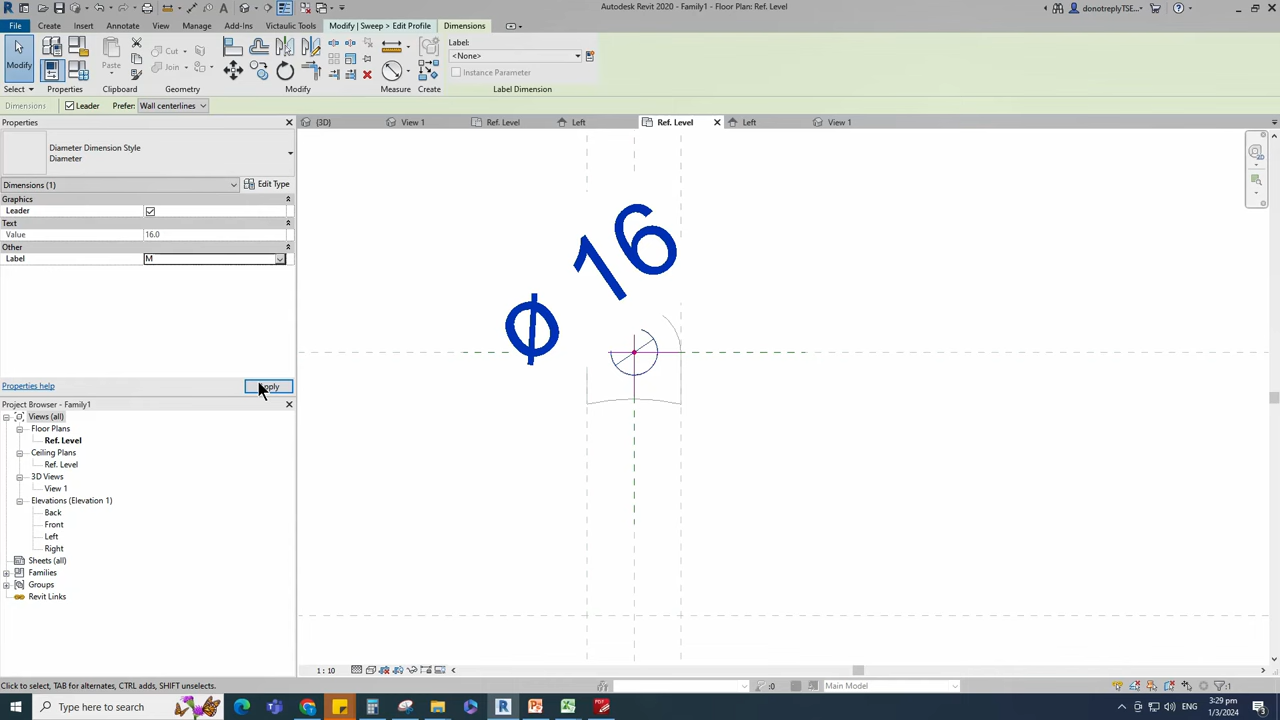 Autodesk Revit 2020 - Family1 - Floor Plan: Ref. Level
donotreplyTSE...
File Create Insert Annotate View Manage Add-Ins Victaulic Tools Modify | Sweep > Edit Profile Dimensions
Modify
Paste
Cut
Join
Label:
<None>
Instance Parameter
Select Properties Clipboard Geometry Modify Measure Create Label Dimension
Dimensions Leader Prefer: Wall centerlines
Properties
{3D} View 1 Ref. Level Left Ref. Level Left View 1
Diameter Dimension Style
Diameter
Dimensions (1) Edit Type
Graphics
Leader
Text
Value 16.0
Other
Label M
ø 16
Properties help Apply
Project Browser - Family1
Views (all)
Floor Plans
Ref. Level
Ceiling Plans
Ref. Level
3D Views
View 1
Elevations (Elevation 1)
Back
Front
Left
Right
Sheets (all)
Families
Groups
Revit Links
1 : 10
Click to select, TAB for alternates, CTRL adds, SHIFT unselects.
:0
Main Model
:1
Type here to search
ENG
3:29 pm
1/3/2024